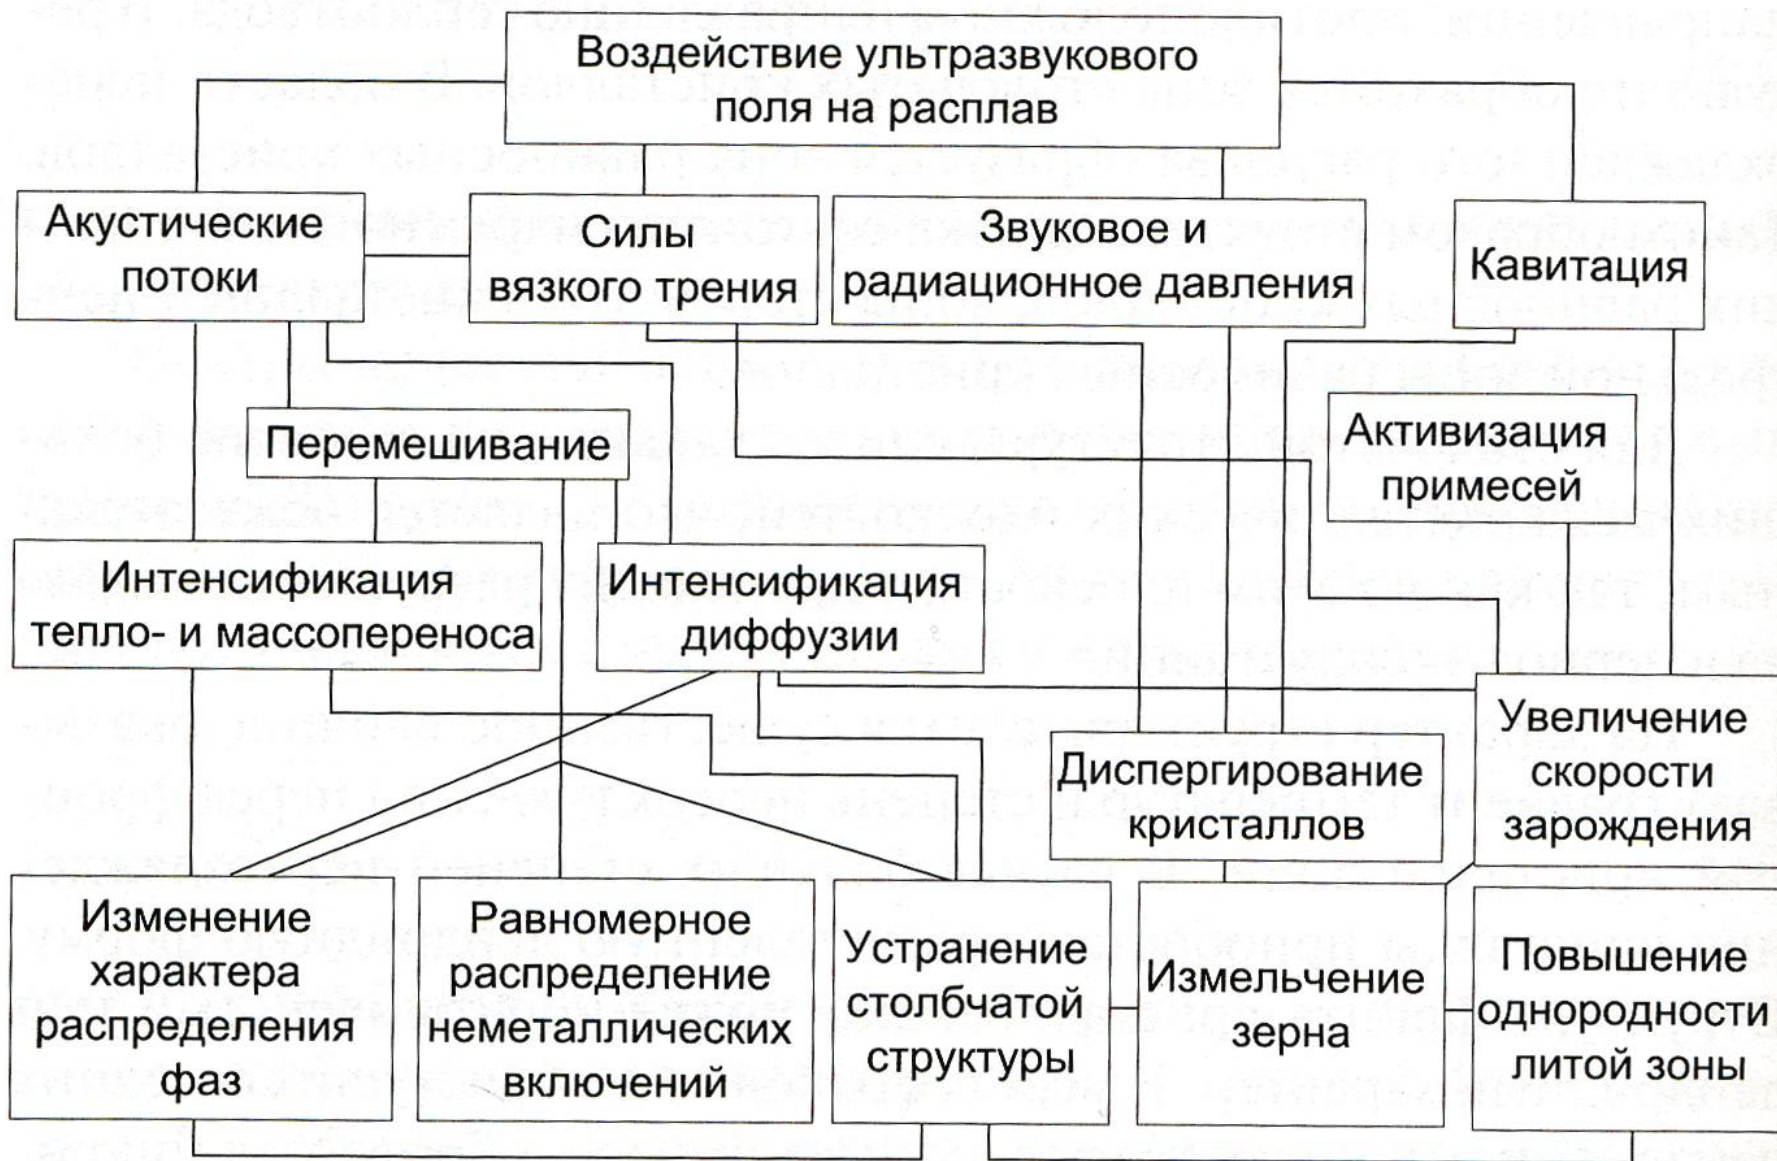 Воздействие ультразвукового
поля на расплав
Акустические
потоки
Силы
вязкого трения
Звуковое и
радиационное давления
Кавитация
Перемешивание
Активизация
примесей
Интенсификация
тепло- и массопереноса
Интенсификация
диффузии
Диспергирование
кристаллов
Увеличение
скорости
зарождения
Изменение
характера
распределения
фаз
Равномерное
распределение
неметаллических
включений
Устранение
столбчатой
структуры
Измельчение
зерна
Повышение
однородности
литой зоны